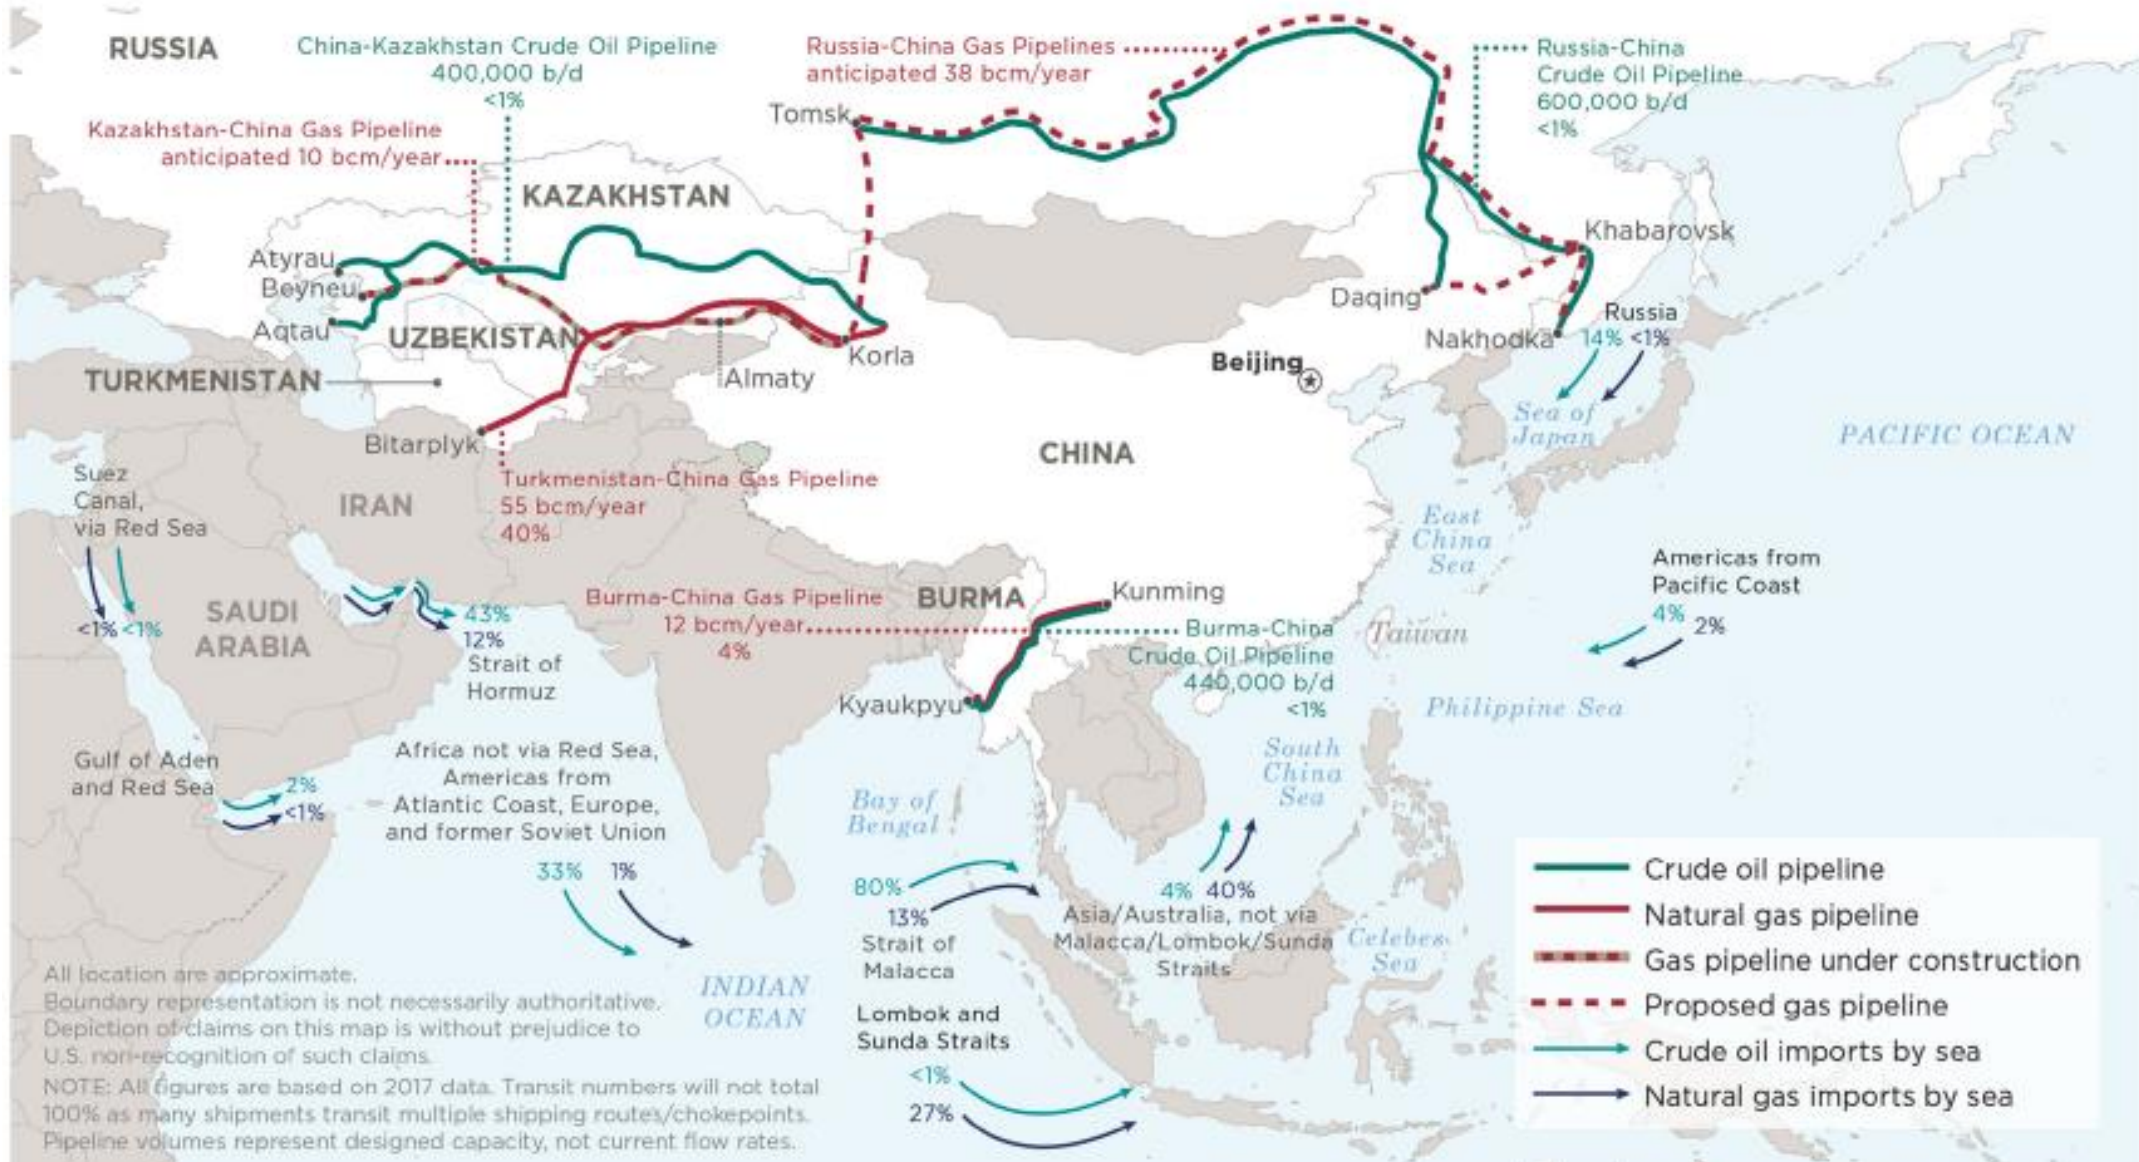 RUSSIA
China-Kazakhstan Crude Oil Pipeline
400,000 b/d
<1%
Russia-China Gas Pipelines
anticipated 38 bcm/year
Russia-China
Crude Oil Pipeline
600,000 b/d
<1%
Tomsk
Kazakhstan-China Gas Pipeline
anticipated 10 bcm/year
KAZAKHSTAN
Khabarovsk
Atyrau
Beyneu
Aqtau
UZBEKISTAN
Daqing
Nakhodka
Russia
14% <1%
Korla
Almaty
Beijing
TURKMENISTAN
Sea of
Japan
PACIFIC OCEAN
Bitarplyk
CHINA
Turkmenistan-China Gas Pipeline
55 bcm/year
40%
Suez
Canal,
via Red Sea
<1% <1%
IRAN
East
China
Sea
Americas from
Pacific Coast
4%
2%
SAUDI
ARABIA
43%
12%
Strait of
Hormuz
Burma-China Gas Pipeline
12 bcm/year
4%
BURMA
Kunming
Burma-China
Crude Oil Pipeline
440,000 b/d
<1%
Taiwan
Kyaukpyu
Philippine Sea
Gulf of Aden
and Red Sea
2%
<1%
Africa not via Red Sea,
Americas from
Atlantic Coast, Europe,
and former Soviet Union
33% 1%
Bay of
Bengal
South
China
Sea
80%
13%
Strait of
Malacca
4% 40%
Asia/Australia, not via
Malacca/Lombok/Sunda
Straits
Celebes
Sea
INDIAN
OCEAN
Lombok and
Sunda Straits
<1%
27%
All location are approximate.
Boundary representation is not necessarily authoritative.
Depiction of claims on this map is without prejudice to
U.S. non-recognition of such claims.
NOTE: All figures are based on 2017 data. Transit numbers will not total
100% as many shipments transit multiple shipping routes/chokepoints.
Pipeline volumes represent designed capacity, not current flow rates.
Crude oil pipeline
Natural gas pipeline
Gas pipeline under construction
Proposed gas pipeline
Crude oil imports by sea
Natural gas imports by sea